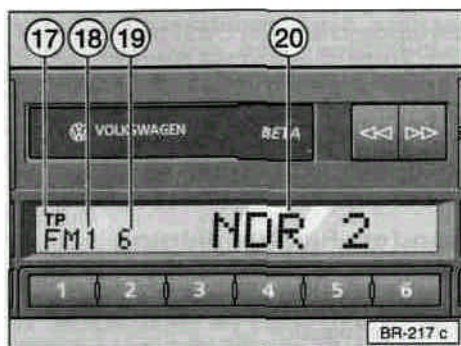 17 18 19 20
VOLKSWAGEN BETA
TP
FM1 6 NDR 2
1 2 3 4 5 6
BR-217 c